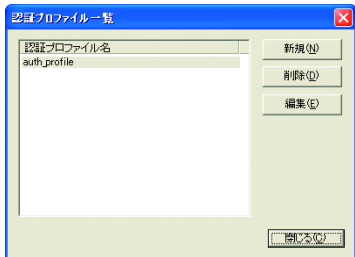 認証プロファイル一覧
認証プロファイル名
auth_profile
新規(N)
削除(D)
編集(E)
閉じる(C)